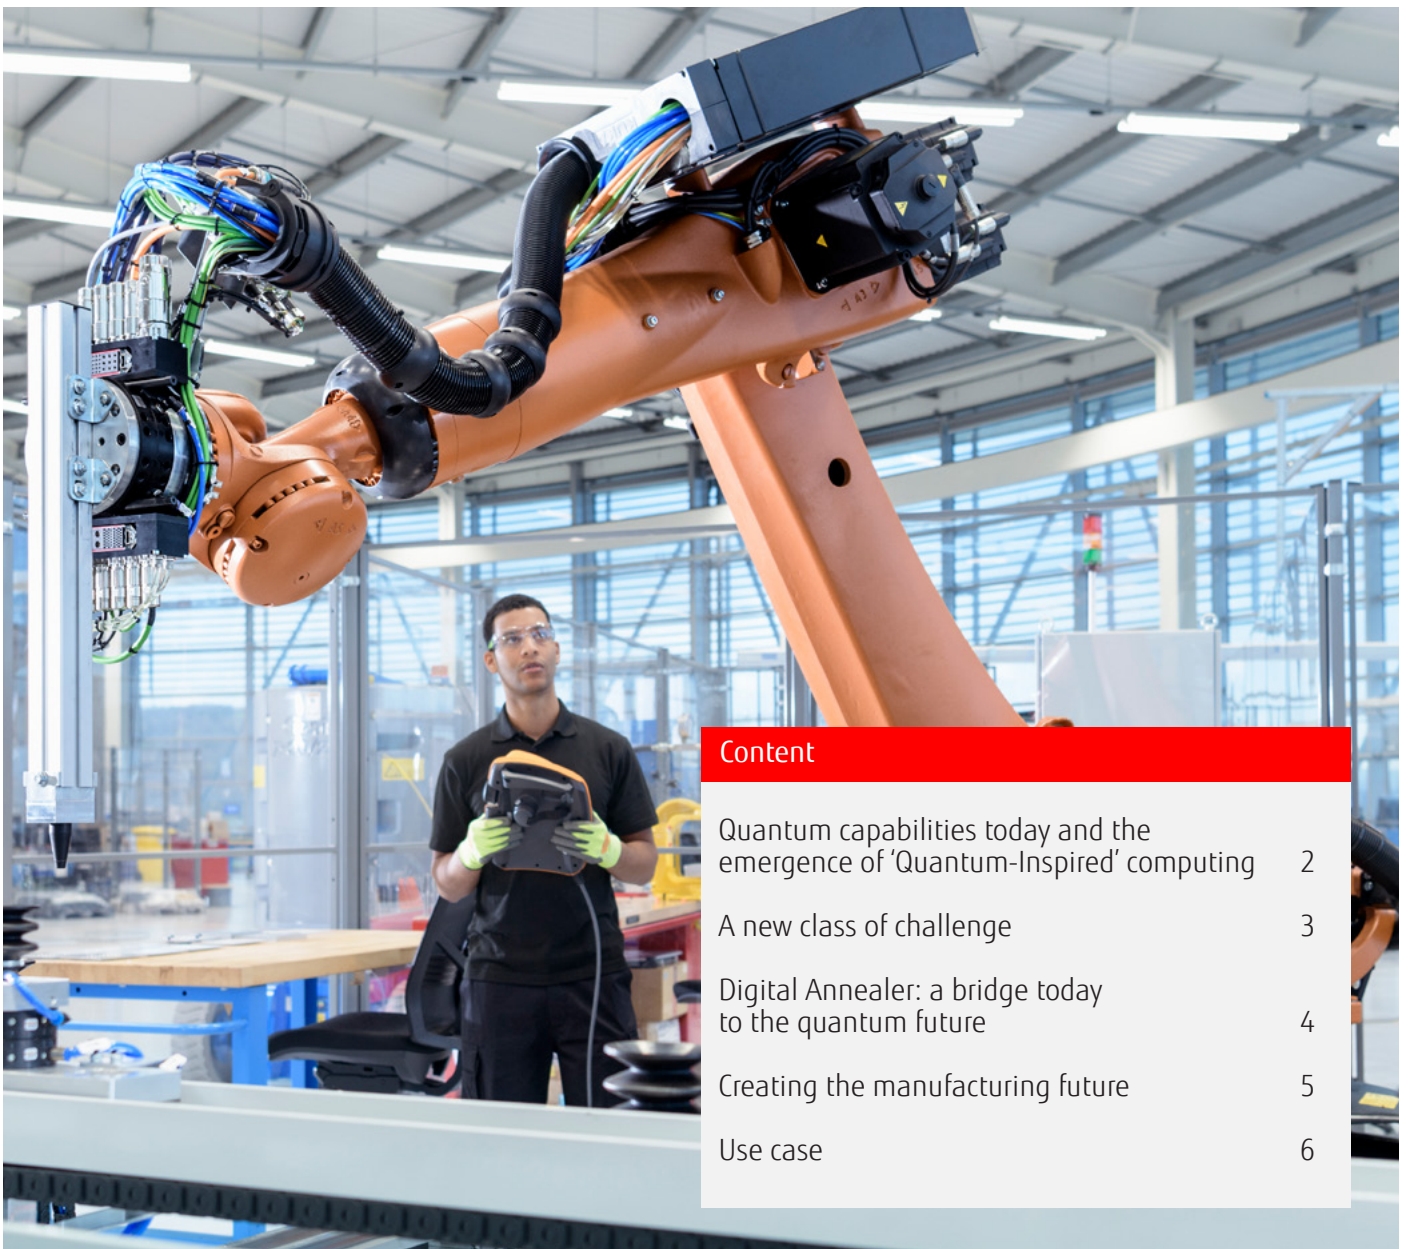 Content
Quantum capabilities today and the
emergence of ‘Quantum-Inspired’ computing 2
A new class of challenge 3
Digital Annealer: a bridge today
to the quantum future 4
Creating the manufacturing future 5
Use case 6